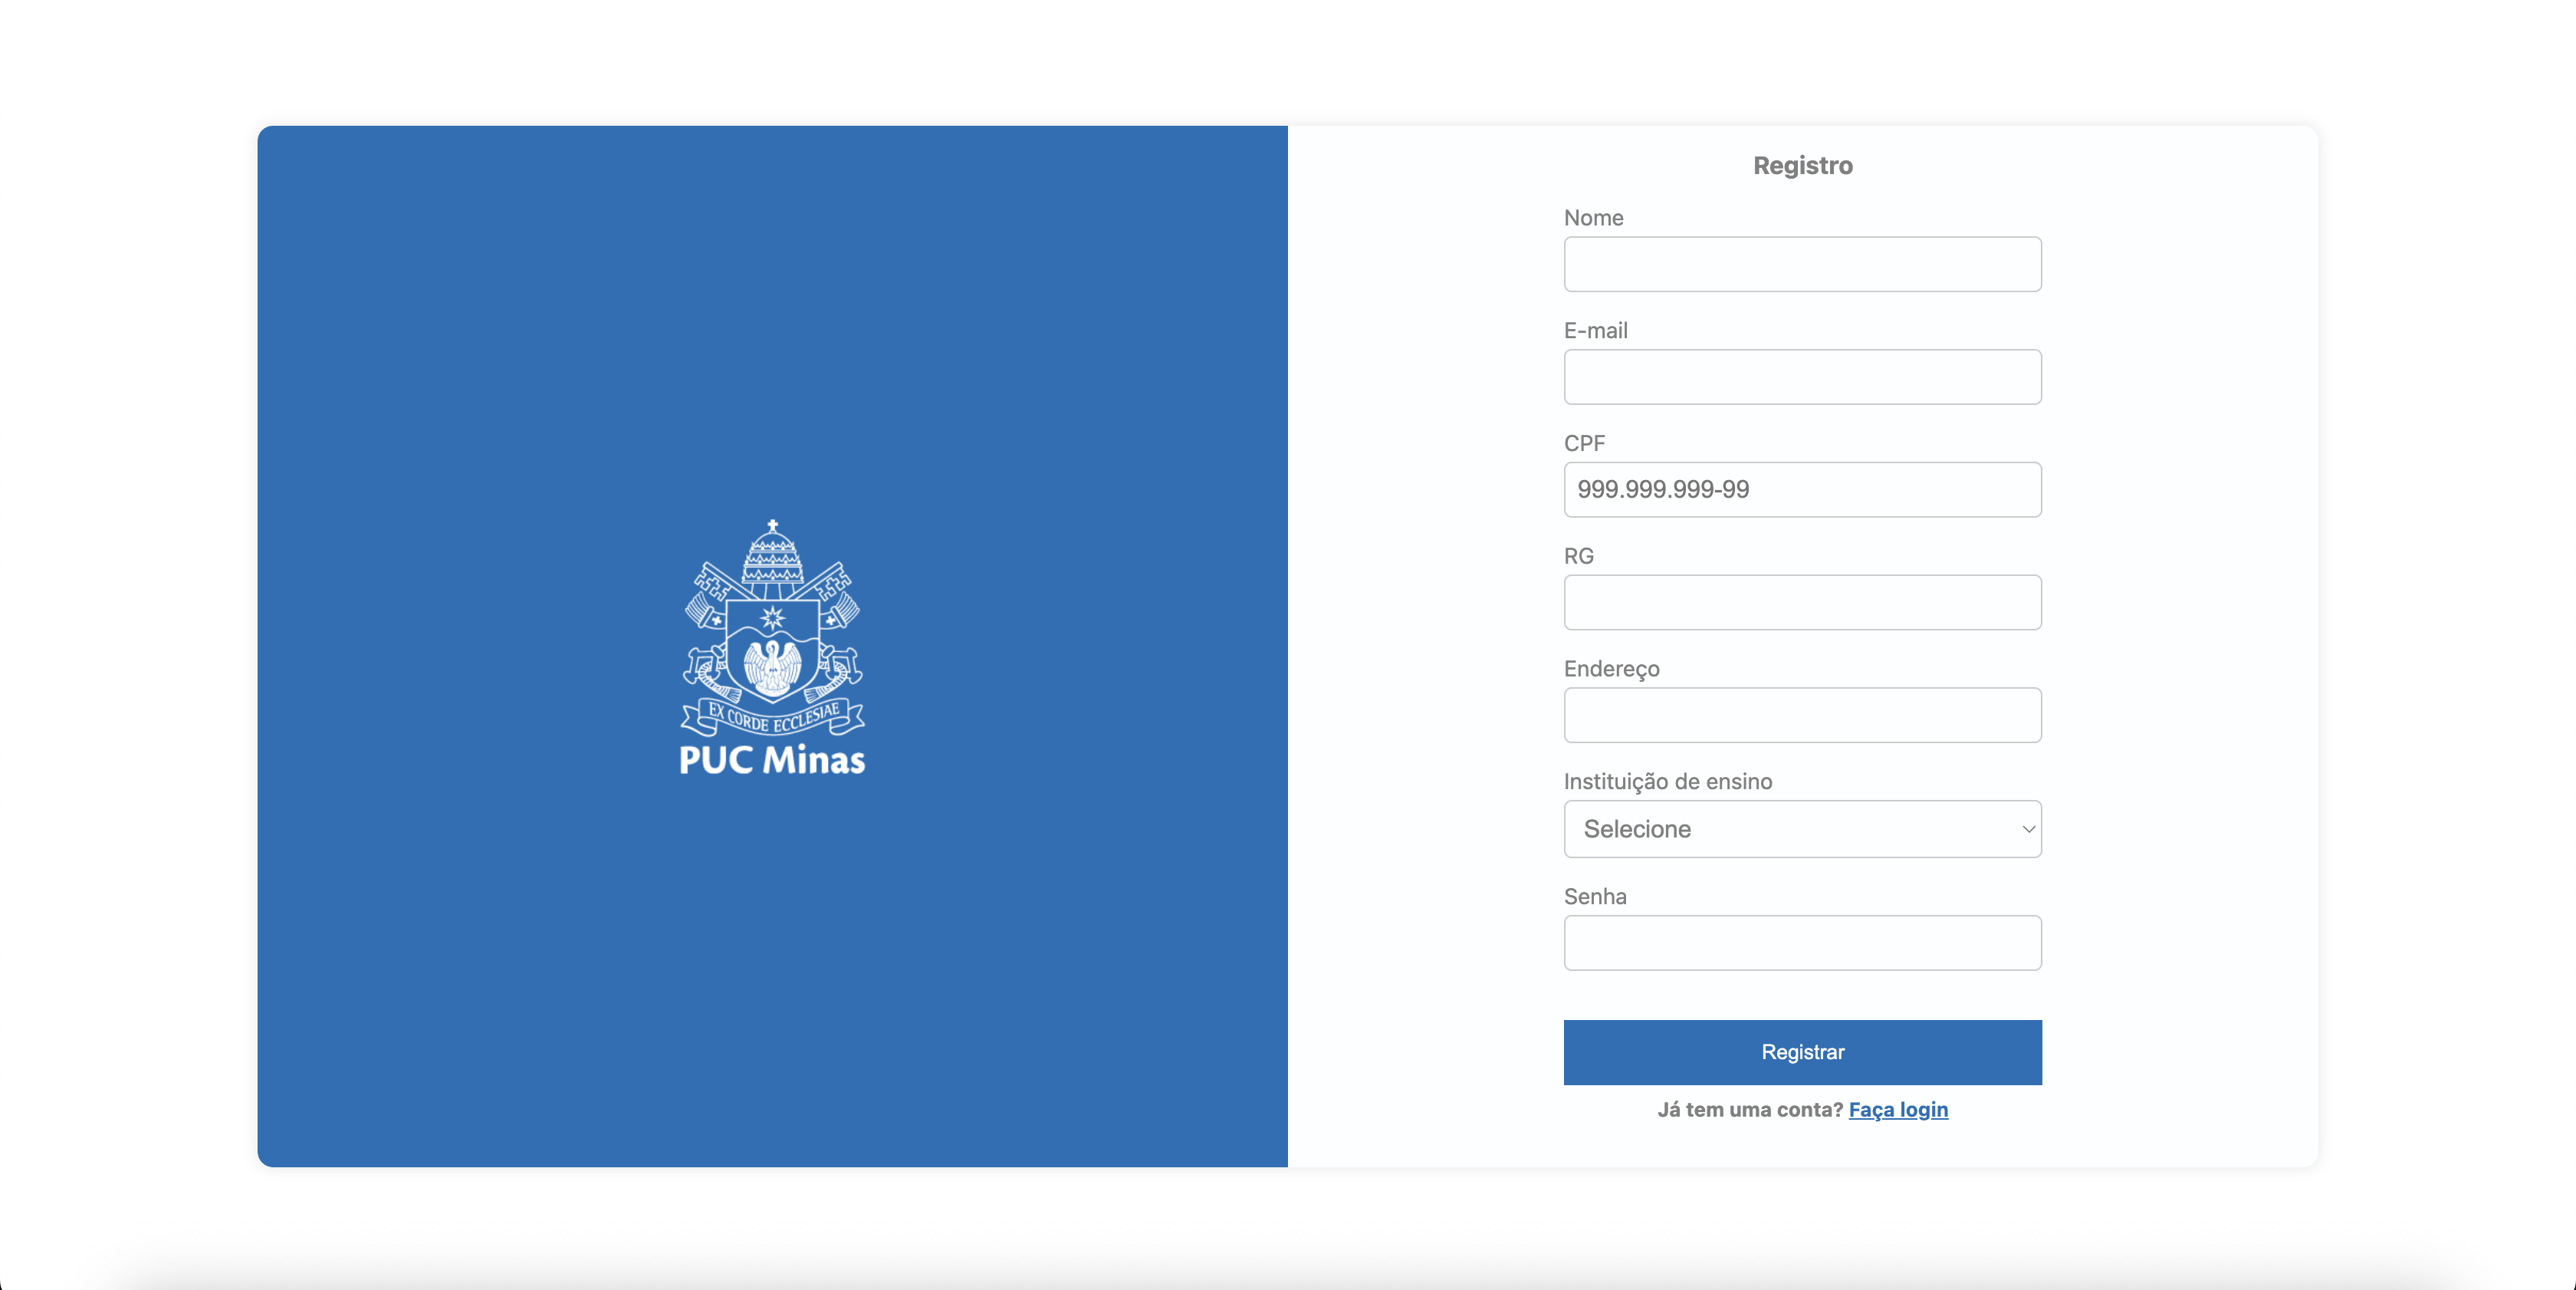 EX CORDE ECCLESIAE
PUC Minas
Registro
Nome
E-mail
CPF
999.999.999-99
RG
Endereço
Instituição de ensino
Selecione
Senha
Registrar
Já tem uma conta? Faça login